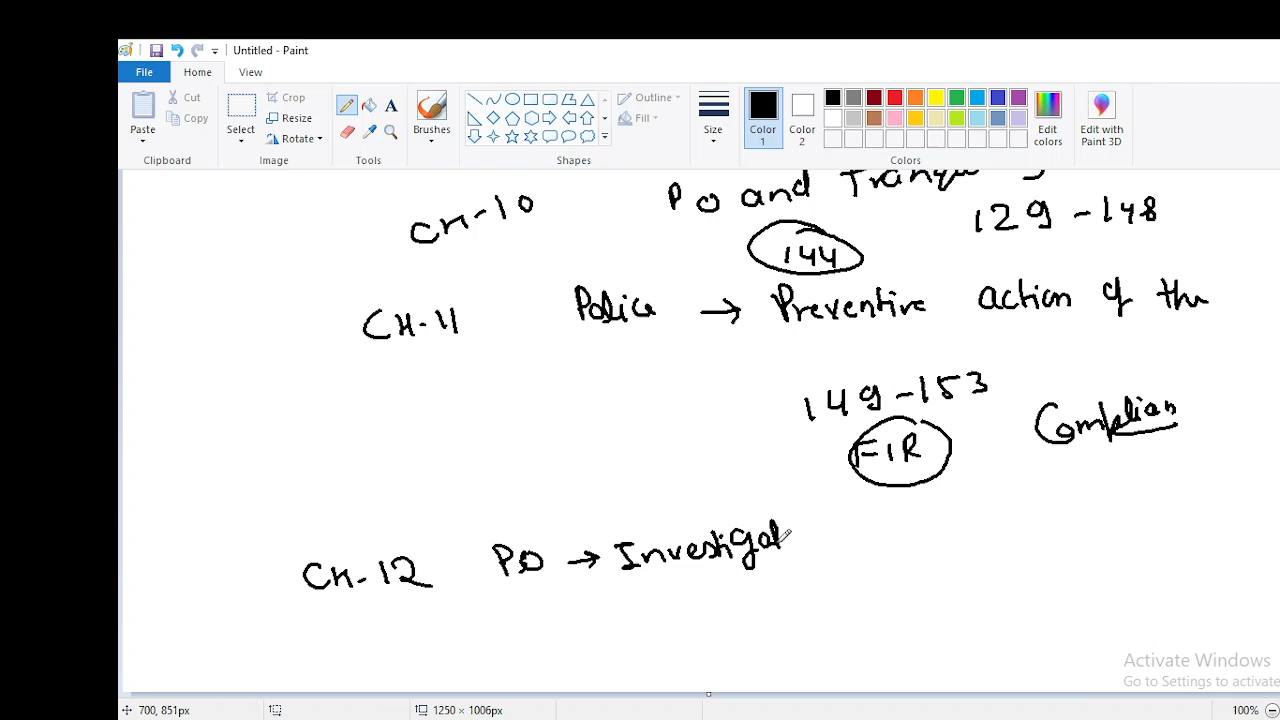 Untitled - Paint
File Home View
Paste Cut Copy Clipboard
Select Crop Resize Rotate Image
Tools
Brushes
Shapes Outline Fill
Size
Color 1 Color 2 Edit colors Colors
Edit with Paint 3D
CH-10 PO and
129-148
144
CH-11 Police → Preventive action of the
149-153
FIR
CH-12 PO → Investigat
Activate Windows
Go to Settings to activate
700, 851px 1250 × 1006px 100%